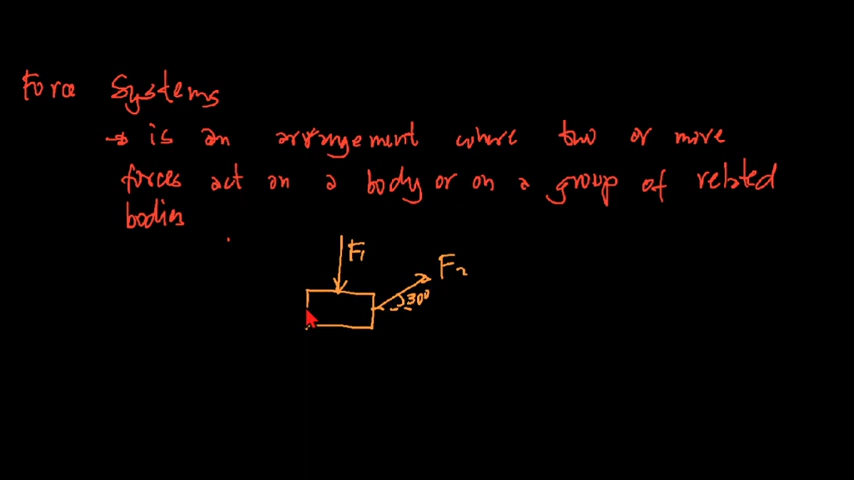 Force Systems
→ is an arrangement where two or more
forces act on a body or on a group of related
bodies
F₁
F₂
30°